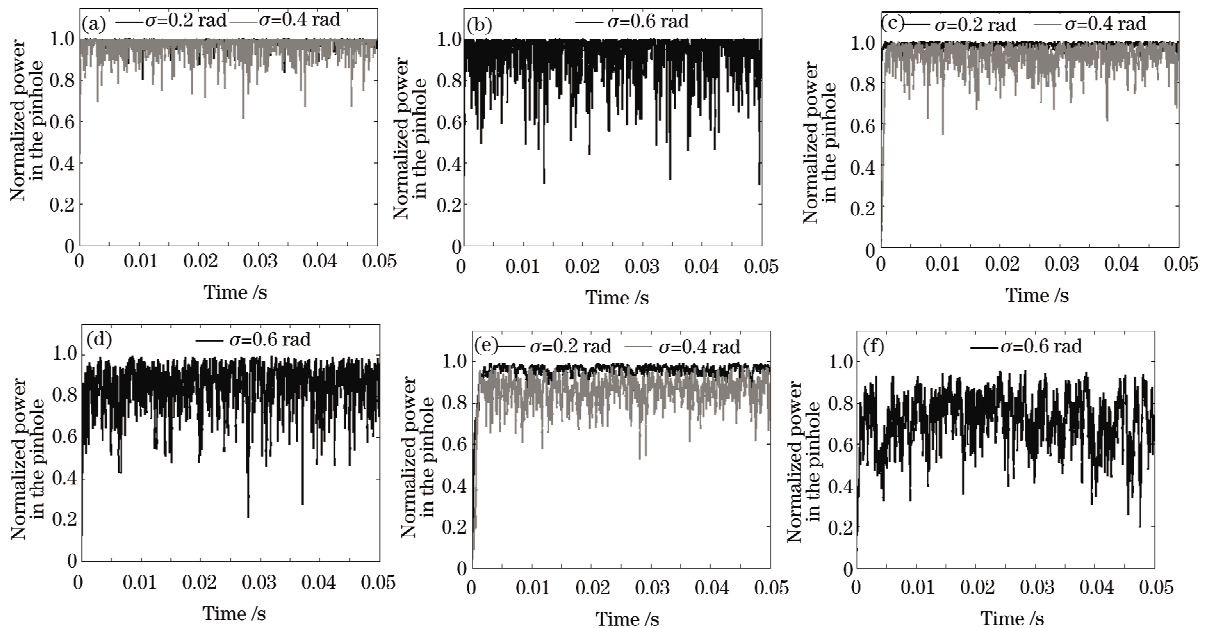 (a) σ=0.2 rad σ=0.4 rad
1.0
0.8
0.6
0.4
0.2
0
0 0.01 0.02 0.03 0.04 0.05
Time /s
Normalized power
in the pinhole
(b) σ=0.6 rad
1.0
0.8
0.6
0.4
0.2
0
0 0.01 0.02 0.03 0.04 0.05
Time /s
Normalized power
in the pinhole
(c) σ=0.2 rad σ=0.4 rad
1.0
0.8
0.6
0.4
0.2
0
0 0.01 0.02 0.03 0.04 0.05
Time /s
Normalized power
in the pinhole
(d) σ=0.6 rad
1.0
0.8
0.6
0.4
0.2
0
0 0.01 0.02 0.03 0.04 0.05
Time /s
Normalized power
in the pinhole
(e) σ=0.2 rad σ=0.4 rad
1.0
0.8
0.6
0.4
0.2
0
0 0.01 0.02 0.03 0.04 0.05
Time /s
Normalized power
in the pinhole
(f) σ=0.6 rad
1.0
0.8
0.6
0.4
0.2
0
0 0.01 0.02 0.03 0.04 0.05
Time /s
Normalized power
in the pinhole